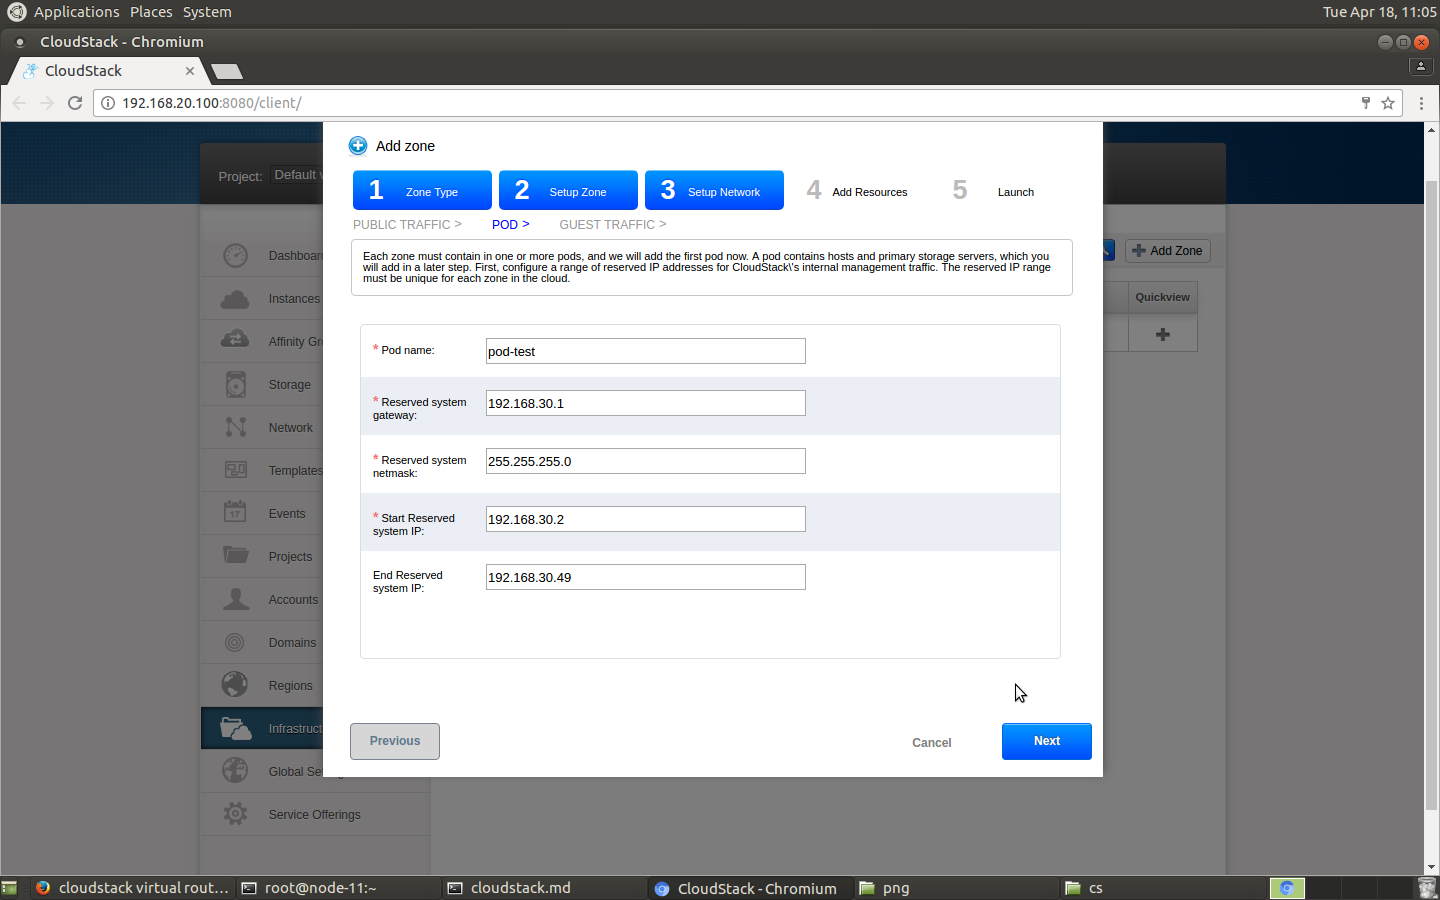 Applications Places System
Tue Apr 18, 11:05
CloudStack - Chromium
CloudStack
192.168.20.100:8080/client/
Project: Default
Add zone
1 Zone Type
2 Setup Zone
3 Setup Network
4 Add Resources
5 Launch
PUBLIC TRAFFIC >
POD >
GUEST TRAFFIC >
Each zone must contain in one or more pods, and we will add the first pod now. A pod contains hosts and primary storage servers, which you
will add in a later step. First, configure a range of reserved IP addresses for CloudStack\'s internal management traffic. The reserved IP range
must be unique for each zone in the cloud.
* Pod name:
pod-test
* Reserved system
gateway:
192.168.30.1
* Reserved system
netmask:
255.255.255.0
* Start Reserved
system IP:
192.168.30.2
End Reserved
system IP:
192.168.30.49
Previous
Cancel
Next
Dashboar
Instances
Affinity Gr
Storage
Network
Templates
Events
17
Projects
Accounts
Domains
Regions
Infrastruct
Global Se
Service Offerings
Add Zone
Quickview
cloudstack virtual rout...
root@node-11:~
cloudstack.md
CloudStack - Chromium
png
cs